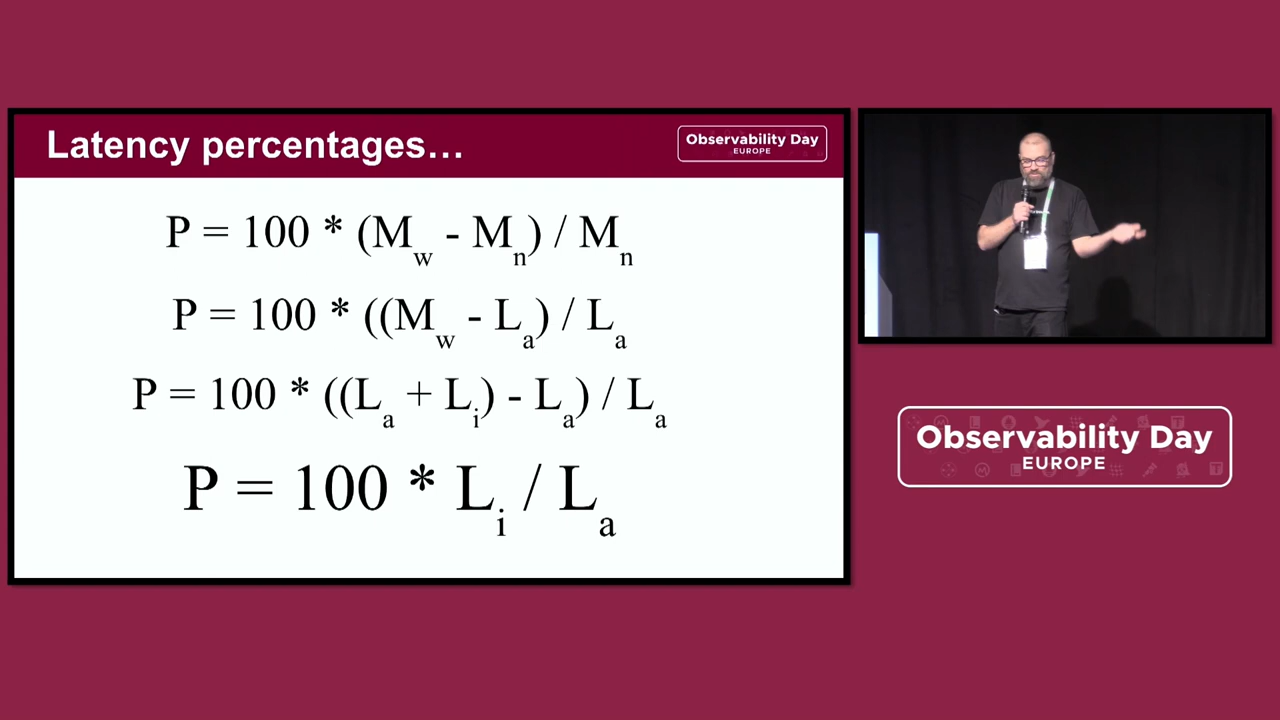 Latency percentages…
Observability Day
EUROPE
P = 100 * (Mw - Mn) / Mn
P = 100 * ((Mw - La) / La
P = 100 * ((La + Li) - La) / La
P = 100 * Li / La
Observability Day
EUROPE